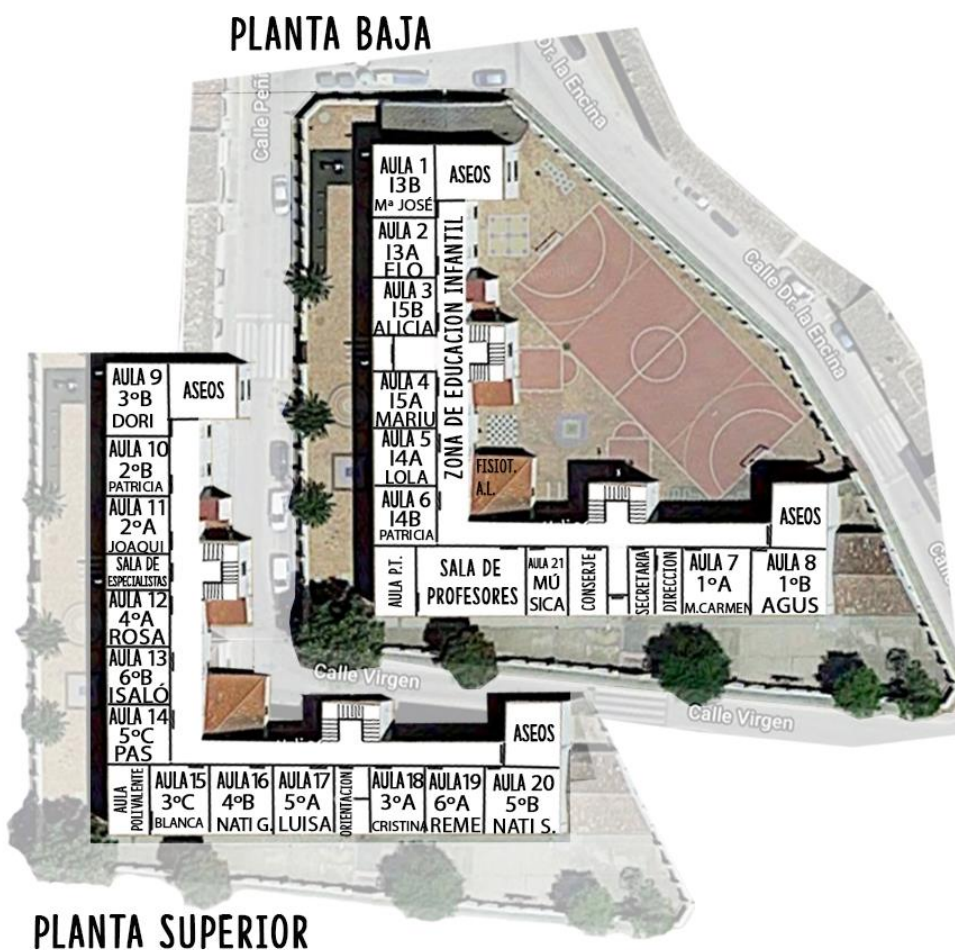 PLANTA BAJA
Calle Peñi
Dr. la Encina
Calle Dr. la Encina
AULA 1
I3B
Mª JOSÉ
ASEOS
AULA 2
I3A
ELO
AULA 3
I5B
ALICIA
AULA 4
I5A
MARIU
AULA 5
I4A
LOLA
AULA 6
I4B
PATRICIA
ZONA DE EDUCACION INFANTIL
FISIOT.
A.L.
ASEOS
AULA P.T.
SALA DE
PROFESORES
AULA 21
MÚ
SICA
CONSERJE
SECRETARÍA
DIRECCION
AULA 7
1ºA
M.CARMEN
AULA 8
1ºB
AGUS
Calle Virgen
Calle Virgen
AULA 9
3ºB
DORI
ASEOS
AULA 10
2ºB
PATRICIA
AULA 11
2ºA
JOAQUI
SALA DE
ESPECIALISTAS
AULA 12
4ºA
ROSA
AULA 13
6ºB
ISALÓ
AULA 14
5ºC
PAS
ASEOS
AULA
POLIVALENTE
AULA 15
3ºC
BLANCA
AULA 16
4ºB
NATI G.
AULA 17
5ºA
LUISA
ORIENTACION
AULA 18
3ºA
CRISTINA
AULA 19
6ºA
REME
AULA 20
5ºB
NATI S.
PLANTA SUPERIOR